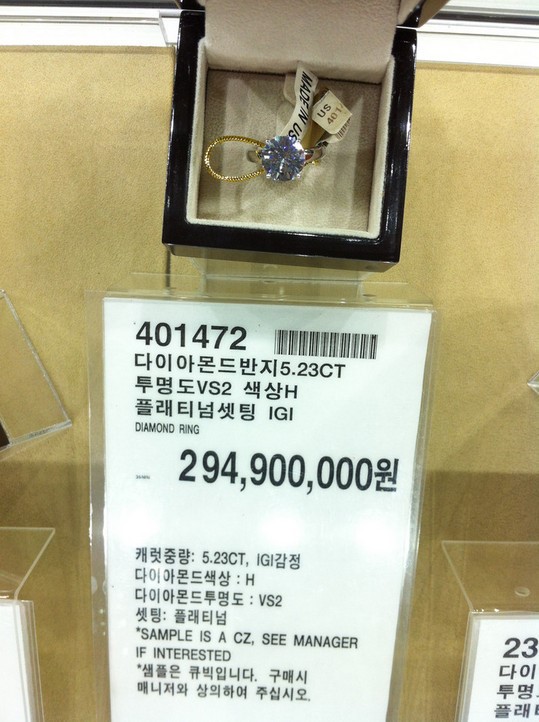 MADE IN US
US
401
401472
다이아몬드반지5.23CT
투명도VS2 색상H
플래티넘셋팅 IGI
DIAMOND RING
294,900,000원
캐럿중량: 5.23CT, IGI감정
다이아몬드색상 : H
다이아몬드투명도 : VS2
셋팅: 플래티넘
*SAMPLE IS A CZ, SEE MANAGER
IF INTERESTED
*샘플은 큐빅입니다. 구매시
매니저와 상의하여 주십시오.
23
다이
투명
플래티